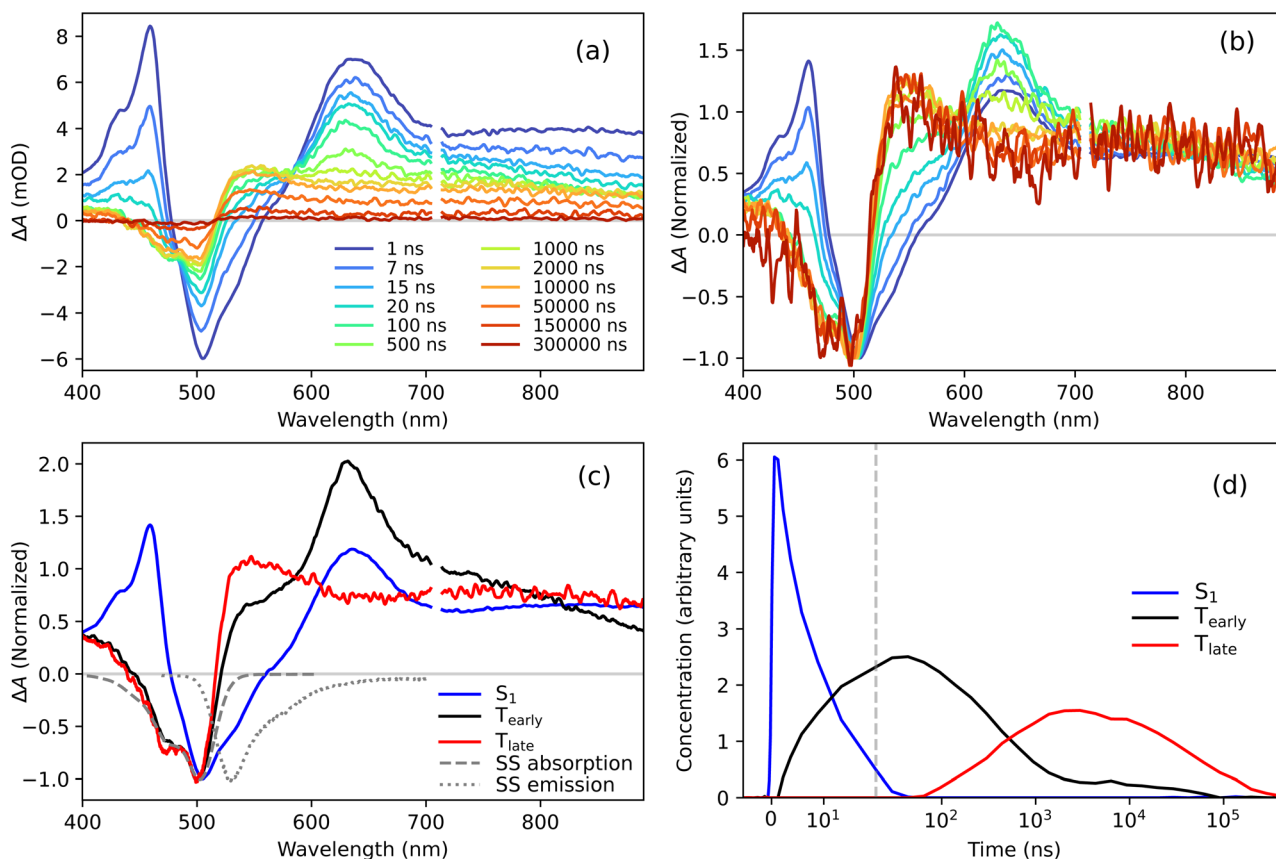 (a)
8
6
4
2
0
−2
−4
−6
ΔA (mOD)
1 ns
7 ns
15 ns
20 ns
100 ns
500 ns
1000 ns
2000 ns
10000 ns
50000 ns
150000 ns
300000 ns
400 500 600 700 800
Wavelength (nm)
(b)
1.5
1.0
0.5
0.0
−0.5
−1.0
ΔA (Normalized)
400 500 600 700 800
Wavelength (nm)
(c)
2.0
1.5
1.0
0.5
0.0
−0.5
−1.0
ΔA (Normalized)
S₁
T_early
T_late
SS absorption
SS emission
400 500 600 700 800
Wavelength (nm)
(d)
6
5
4
3
2
1
0
Concentration (arbitrary units)
S₁
T_early
T_late
0 10¹ 10² 10³ 10⁴ 10⁵
Time (ns)